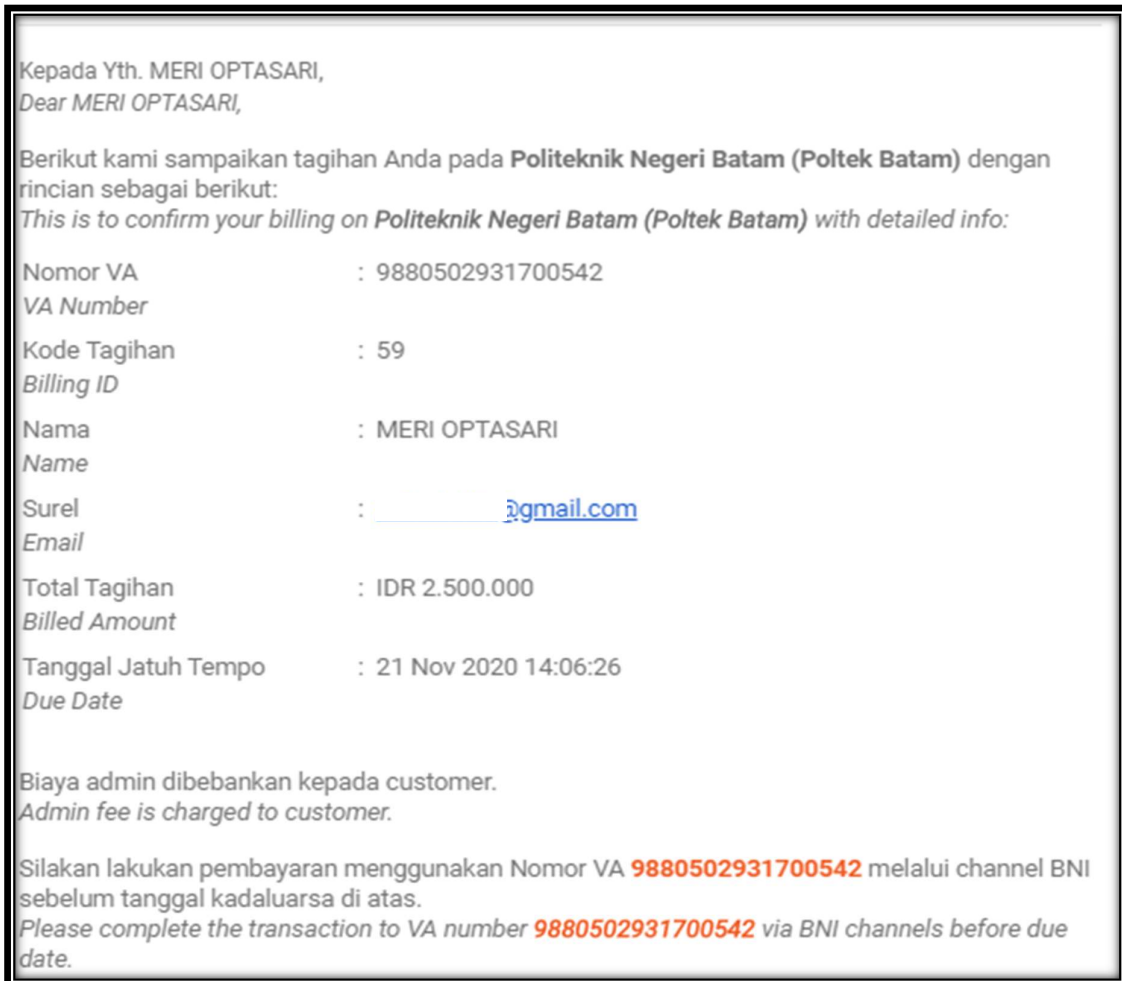 Kepada Yth. MERI OPTASARI,
Dear MERI OPTASARI,
Berikut kami sampaikan tagihan Anda pada Politeknik Negeri Batam (Poltek Batam) dengan
rincian sebagai berikut:
This is to confirm your billing on Politeknik Negeri Batam (Poltek Batam) with detailed info:
Nomor VA : 9880502931700542
VA Number
Kode Tagihan : 59
Billing ID
Nama : MERI OPTASARI
Name
Surel : @gmail.com
Email
Total Tagihan : IDR 2.500.000
Billed Amount
Tanggal Jatuh Tempo : 21 Nov 2020 14:06:26
Due Date
Biaya admin dibebankan kepada customer.
Admin fee is charged to customer.
Silakan lakukan pembayaran menggunakan Nomor VA 9880502931700542 melalui channel BNI
sebelum tanggal kadaluarsa di atas.
Please complete the transaction to VA number 9880502931700542 via BNI channels before due
date.